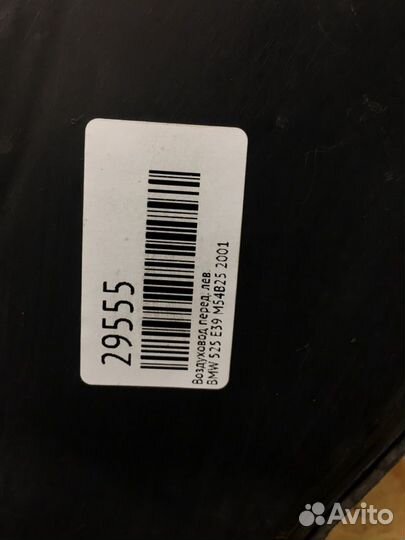 29555
Воздуховод перед. лев.
BMW 525 E39 M54B25 2001
Avito